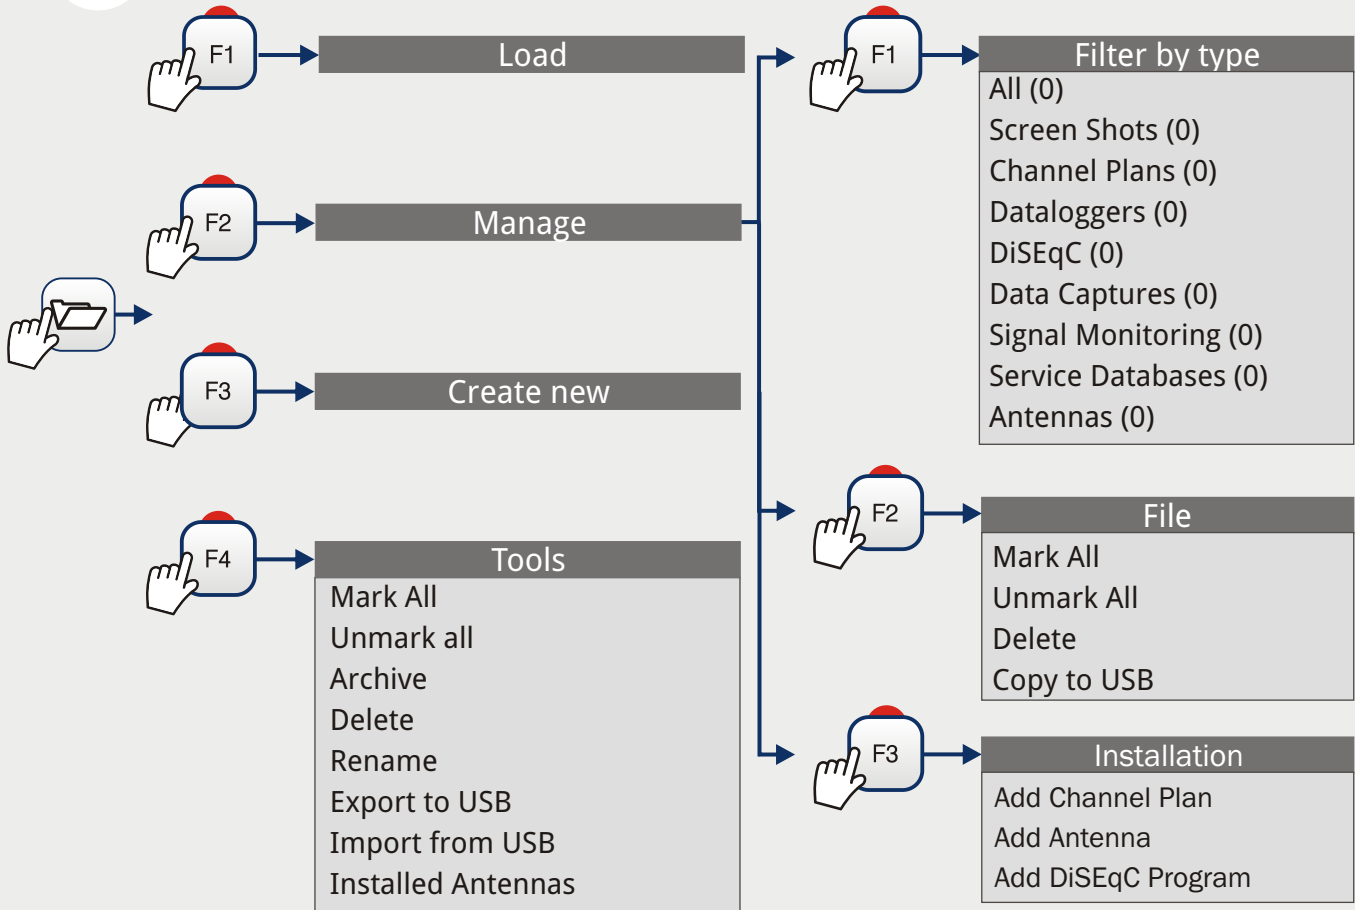 F1
Load
F2
Manage
F3
Create new
F4
Tools
Mark All
Unmark all
Archive
Delete
Rename
Export to USB
Import from USB
Installed Antennas
F1
Filter by type
All (0)
Screen Shots (0)
Channel Plans (0)
Dataloggers (0)
DiSEqC (0)
Data Captures (0)
Signal Monitoring (0)
Service Databases (0)
Antennas (0)
F2
File
Mark All
Unmark All
Delete
Copy to USB
F3
Installation
Add Channel Plan
Add Antenna
Add DiSEqC Program